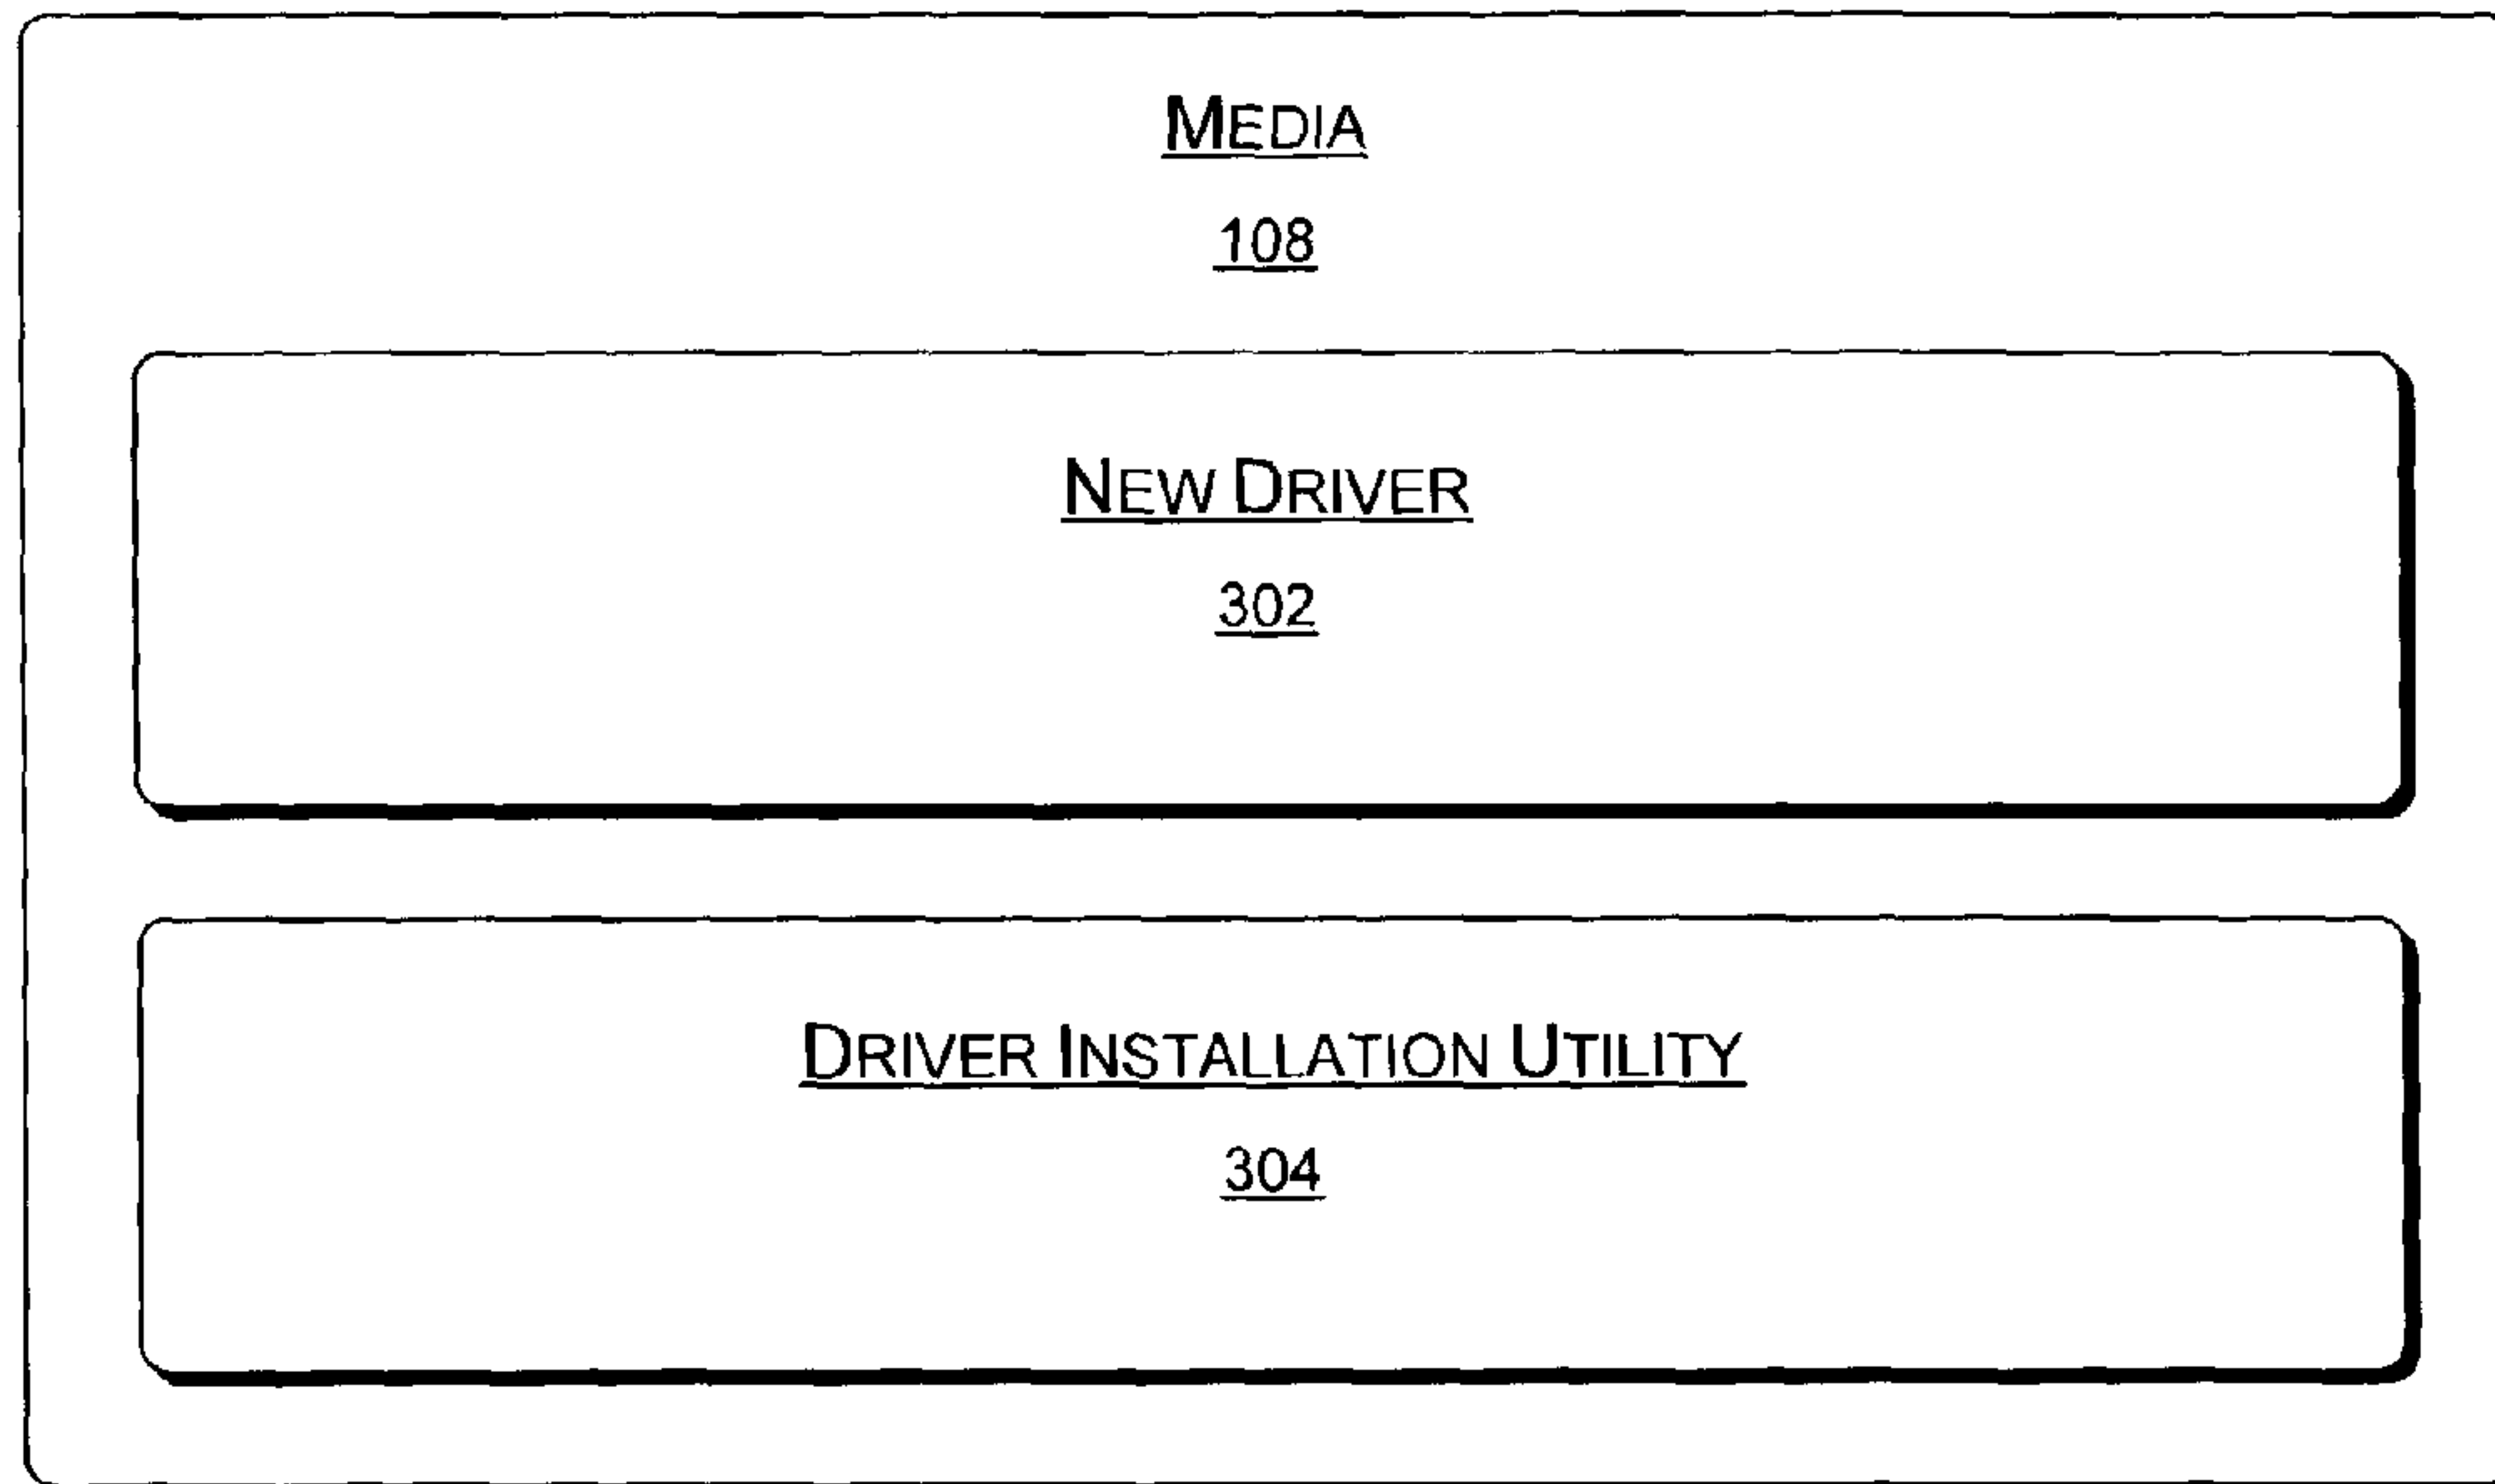 MEDIA
108
NEW DRIVER
302
DRIVER INSTALLATION UTILITY
304